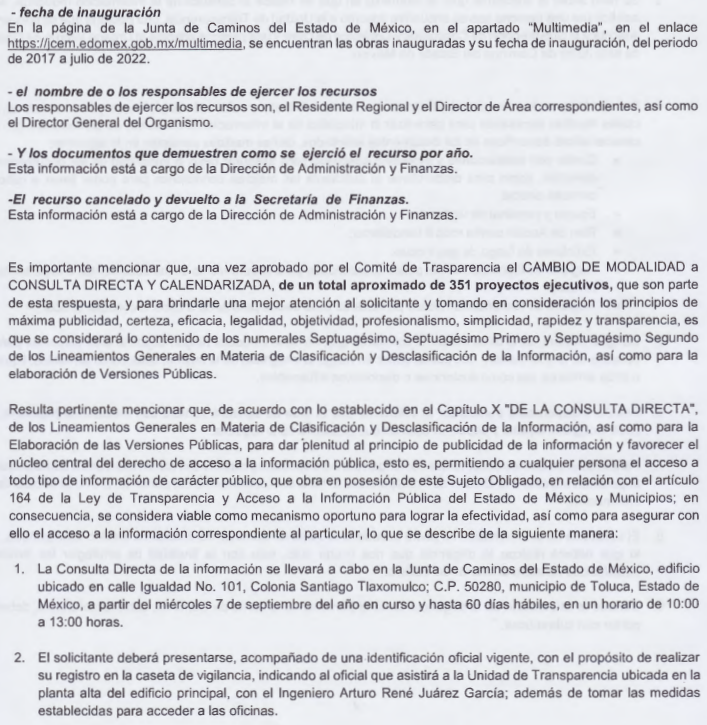 - fecha de inauguración
En la página de la Junta de Caminos del Estado de México, en el apartado "Multimedia", en el enlace
https://jcem.edomex.gob.mx/multimedia, se encuentran las obras inauguradas y su fecha de inauguración, del periodo
de 2017 a julio de 2022.
- el nombre de o los responsables de ejercer los recursos
Los responsables de ejercer los recursos son, el Residente Regional y el Director de Área correspondientes, así como
el Director General del Organismo.
- Y los documentos que demuestren como se ejerció el recurso por año.
Esta información está a cargo de la Dirección de Administración y Finanzas.
-El recurso cancelado y devuelto a la Secretaría de Finanzas.
Esta información está a cargo de la Dirección de Administración y Finanzas.
Es importante mencionar que, una vez aprobado por el Comité de Trasparencia el CAMBIO DE MODALIDAD a
CONSULTA DIRECTA Y CALENDARIZADA, de un total aproximado de 351 proyectos ejecutivos, que son parte
de esta respuesta, y para brindarle una mejor atención al solicitante y tomando en consideración los principios de
máxima publicidad, certeza, eficacia, legalidad, objetividad, profesionalismo, simplicidad, rapidez y transparencia, es
que se considerará lo contenido de los numerales Septuagésimo, Septuagésimo Primero y Septuagésimo Segundo
de los Lineamientos Generales en Materia de Clasificación y Desclasificación de la Información, así como para la
elaboración de Versiones Públicas.
Resulta pertinente mencionar que, de acuerdo con lo establecido en el Capítulo X "DE LA CONSULTA DIRECTA",
de los Lineamientos Generales en Materia de Clasificación y Desclasificación de la Información, así como para la
Elaboración de las Versiones Públicas, para dar plenitud al principio de publicidad de la información y favorecer el
núcleo central del derecho de acceso a la información pública, esto es, permitiendo a cualquier persona el acceso a
todo tipo de información de carácter público, que obra en posesión de este Sujeto Obligado, en relación con el artículo
164 de la Ley de Transparencia y Acceso a la Información Pública del Estado de México y Municipios; en
consecuencia, se considera viable como mecanismo oportuno para lograr la efectividad, así como para asegurar con
ello el acceso a la información correspondiente al particular, lo que se describe de la siguiente manera:
1. La Consulta Directa de la información se llevará a cabo en la Junta de Caminos del Estado de México, edificio
ubicado en calle Igualdad No. 101, Colonia Santiago Tlaxomulco; C.P. 50280, municipio de Toluca, Estado de
México, a partir del miércoles 7 de septiembre del año en curso y hasta 60 días hábiles, en un horario de 10:00
a 13:00 horas.
2. El solicitante deberá presentarse, acompañado de una identificación oficial vigente, con el propósito de realizar
su registro en la caseta de vigilancia, indicando al oficial que asistirá a la Unidad de Transparencia ubicada en la
planta alta del edificio principal, con el Ingeniero Arturo René Juárez García; además de tomar las medidas
establecidas para acceder a las oficinas.